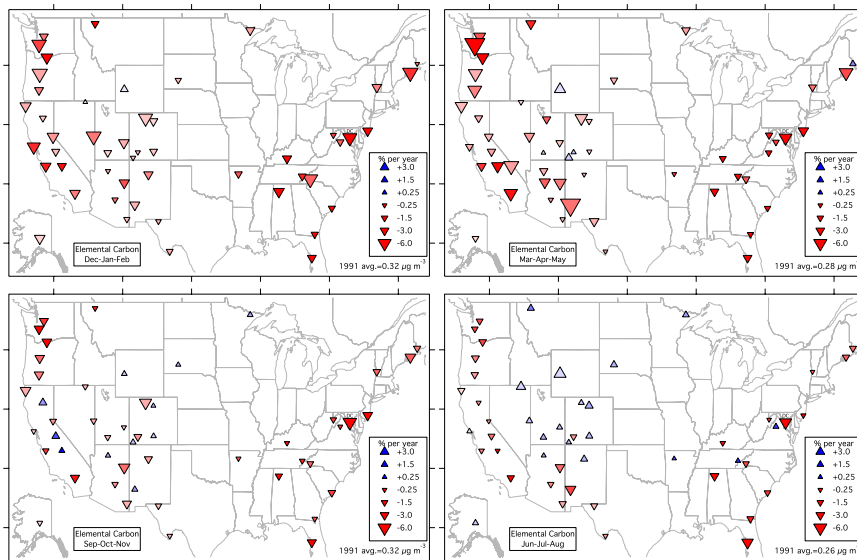 DC
% per year
+3.0
+1.5
+0.25
-0.25
-1.5
-3.0
-6.0
Elemental Carbon
Dec-Jan-Feb
1991 avg.=0.32 µg m⁻³
DC
% per year
+3.0
+1.5
+0.25
-0.25
-1.5
-3.0
-6.0
Elemental Carbon
Mar-Apr-May
1991 avg.=0.28 µg m⁻³
DC
% per year
+3.0
+1.5
+0.25
-0.25
-1.5
-3.0
-6.0
Elemental Carbon
Sep-Oct-Nov
1991 avg.=0.32 µg m⁻³
DC
% per year
+3.0
+1.5
+0.25
-0.25
-1.5
-3.0
-6.0
Elemental Carbon
Jun-Jul-Aug
1991 avg.=0.26 µg m⁻³